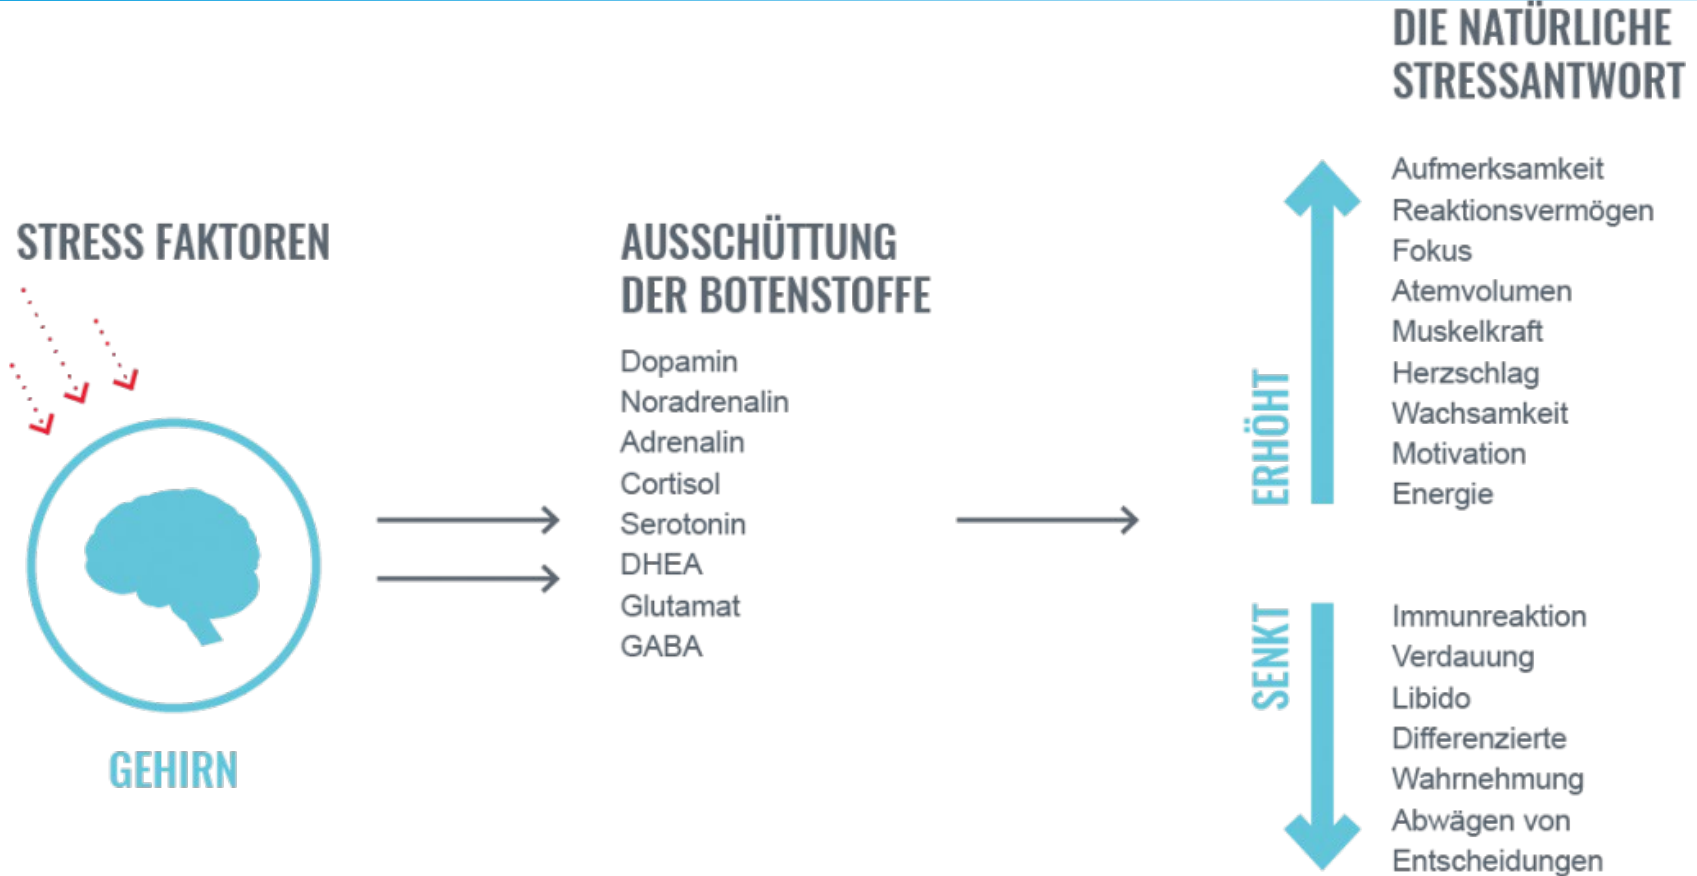 STRESS FAKTOREN
GEHIRN
AUSSCHÜTTUNG
DER BOTENSTOFFE
Dopamin
Noradrenalin
Adrenalin
Cortisol
Serotonin
DHEA
Glutamat
GABA
DIE NATÜRLICHE
STRESSANTWORT
ERHÖHT
Aufmerksamkeit
Reaktionsvermögen
Fokus
Atemvolumen
Muskelkraft
Herzschlag
Wachsamkeit
Motivation
Energie
SENKT
Immunreaktion
Verdauung
Libido
Differenzierte
Wahrnehmung
Abwägen von
Entscheidungen